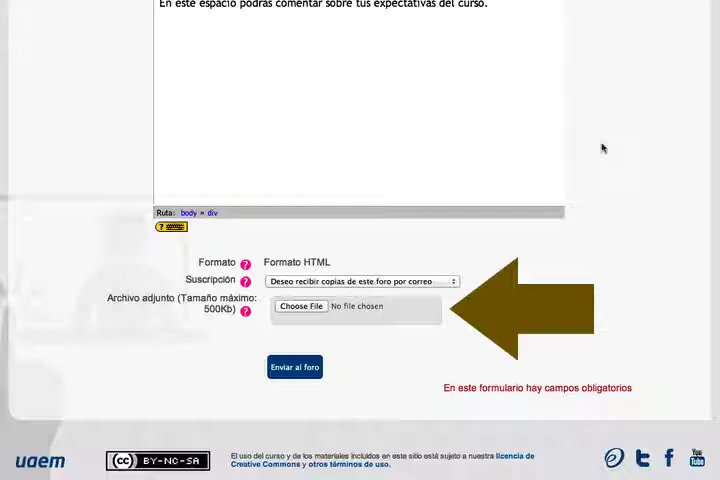 En este espacio podrás comentar sobre tus expectativas del curso.
Ruta: body » div
?
Formato ? Formato HTML
Suscripción ? Deseo recibir copias de este foro por correo
Archivo adjunto (Tamaño máximo:
500Kb) ? Choose File No file chosen
Enviar al foro
En este formulario hay campos obligatorios
uaem
cc BY-NC-SA
El uso del curso y de los materiales incluidos en este sitio está sujeto a nuestra licencia de
Creative Commons y otros términos de uso.
You
Tube